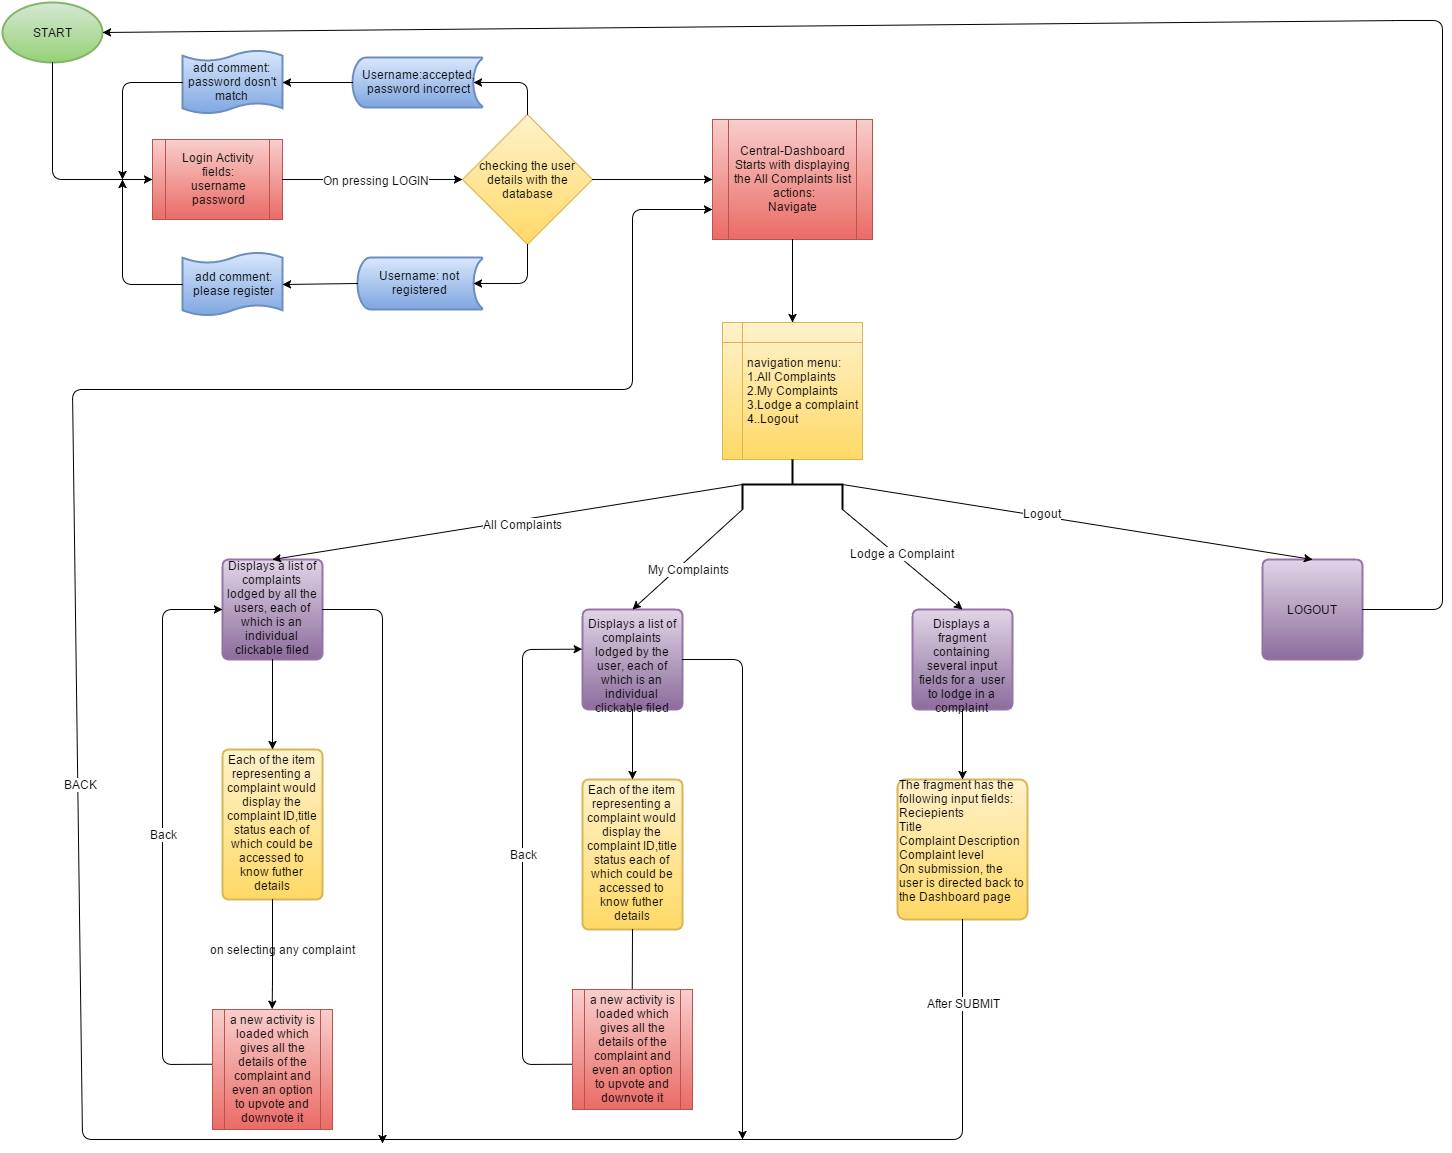 START
add comment:
password dosn't
match
Username:accepted
password incorrect
Login Activity
fields:
username
password
On pressing LOGIN
checking the user
details with the
database
Central-Dashboard
Starts with displaying
the All Complaints list
actions:
Navigate
add comment:
please register
Username: not
registered
navigation menu:
1.All Complaints
2.My Complaints
3.Lodge a complaint
4..Logout
All Complaints
My Complaints
Lodge a Complaint
Logout
Displays a list of
complaints
lodged by all the
users, each of
which is an
individual
clickable filed
Displays a list of
complaints
lodged by the
user, each of
which is an
individual
clickable filed
Displays a
fragment
containing
several input
fields for a user
to lodge in a
complaint
LOGOUT
BACK
Back
Each of the item
representing a
complaint would
display the
complaint ID,title
status each of
which could be
accessed to
know futher
details
Back
Each of the item
representing a
complaint would
display the
complaint ID,title
status each of
which could be
accessed to
know futher
details
The fragment has the
following input fields:
Reciepients
Title
Complaint Description
Complaint level
On submission, the
user is directed back to
the Dashboard page
on selecting any complaint
After SUBMIT
a new activity is
loaded which
gives all the
details of the
complaint and
even an option
to upvote and
downvote it
a new activity is
loaded which
gives all the
details of the
complaint and
even an option
to upvote and
downvote it